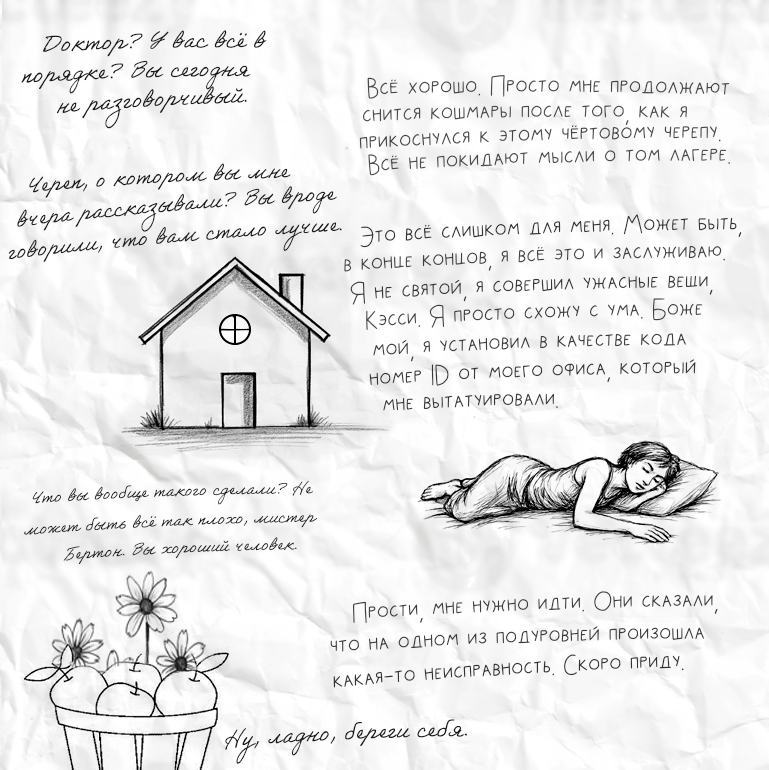 Доктор? У вас всё в
порядке? Вы сегодня
не разговорчивый.
Всё хорошо. Просто мне продолжают
снится кошмары после того, как я
прикоснулся к этому чёртовому черепу.
Всё не покидают мысли о том лагере.
Череп, о котором вы мне
вчера рассказывали? Вы вроде
говорили, что вам стало лучше.
Это всё слишком для меня. Может быть,
в конце концов, я всё это и заслуживаю.
Я не святой, я совершил ужасные вещи,
Кэсси. Я просто схожу с ума. Боже
мой, я установил в качестве кода
номер ID от моего офиса, который
мне вытатуировали.
Что вы вообще такого сделали? Не
может быть всё так плохо, мистер
Бертон. Вы хороший человек.
Прости, мне нужно идти. Они сказали,
что на одном из подуровней произошла
какая-то неисправность. Скоро приду.
Ну, ладно, береги себя.